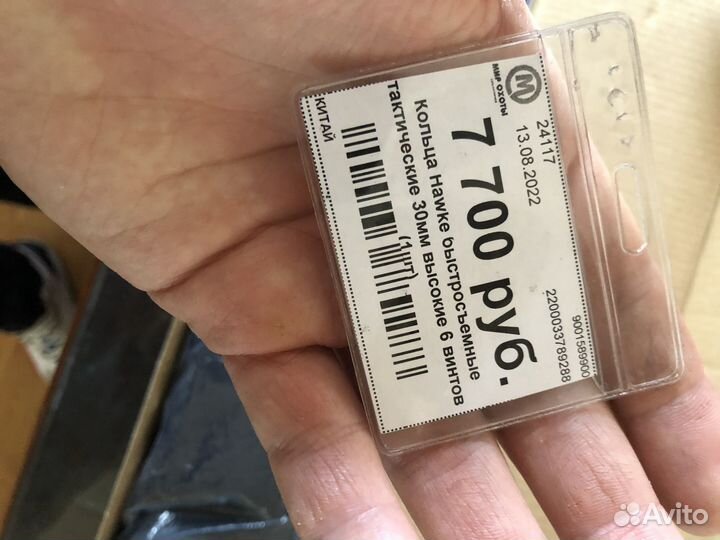 МИР ОХОТЫ
24117
13.08.2022
9001589900
2200033789288
7 700 руб.
Кольца Hawke быстросъемные
тактические 30мм высокие 6 винтов
(1шт)
КИТАЙ
Avito